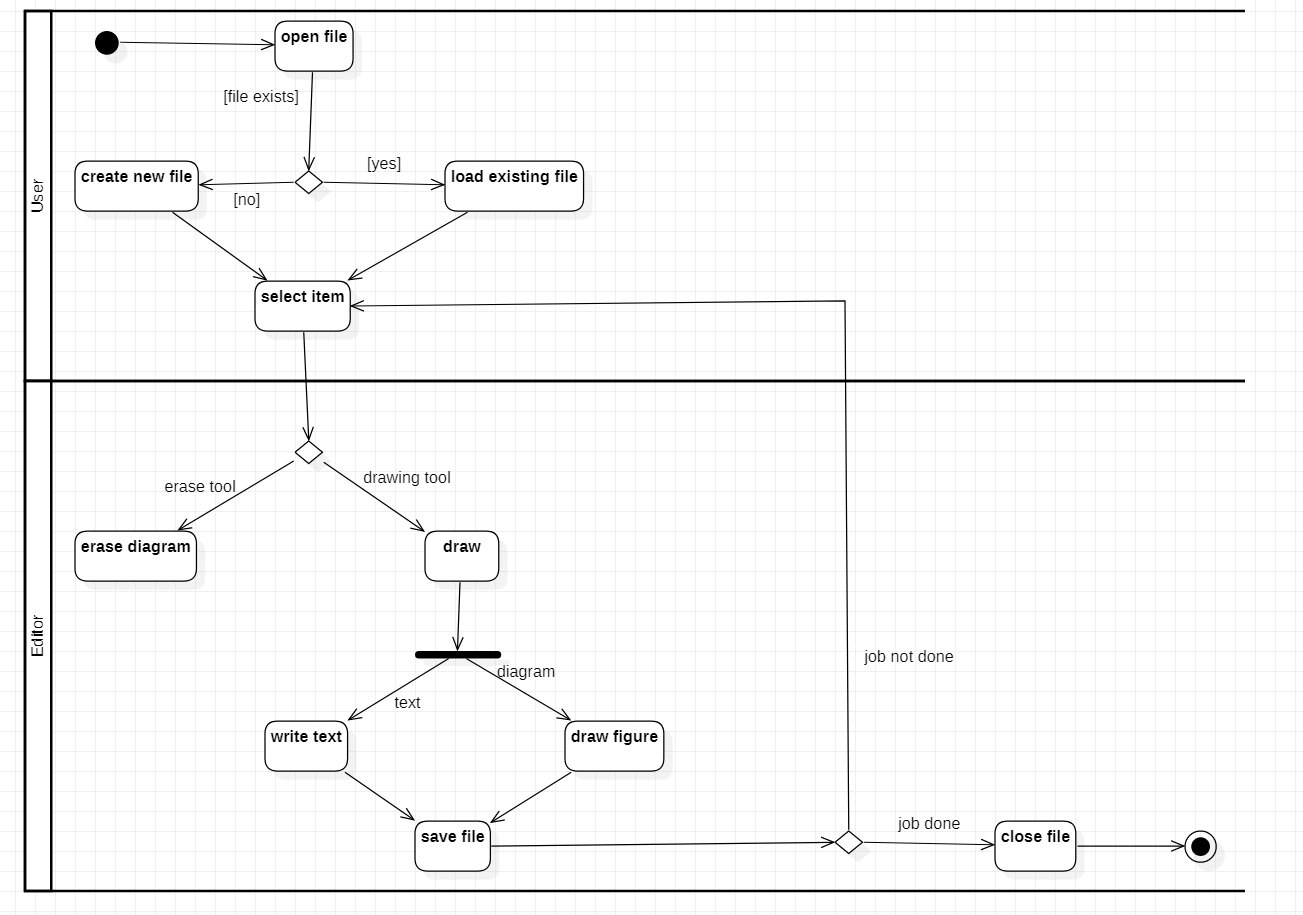 open file
[file exists]
[yes]
create new file
load existing file
[no]
User
select item
drawing tool
erase tool
erase diagram
draw
Editor
job not done
diagram
text
write text
draw figure
job done
save file
close file